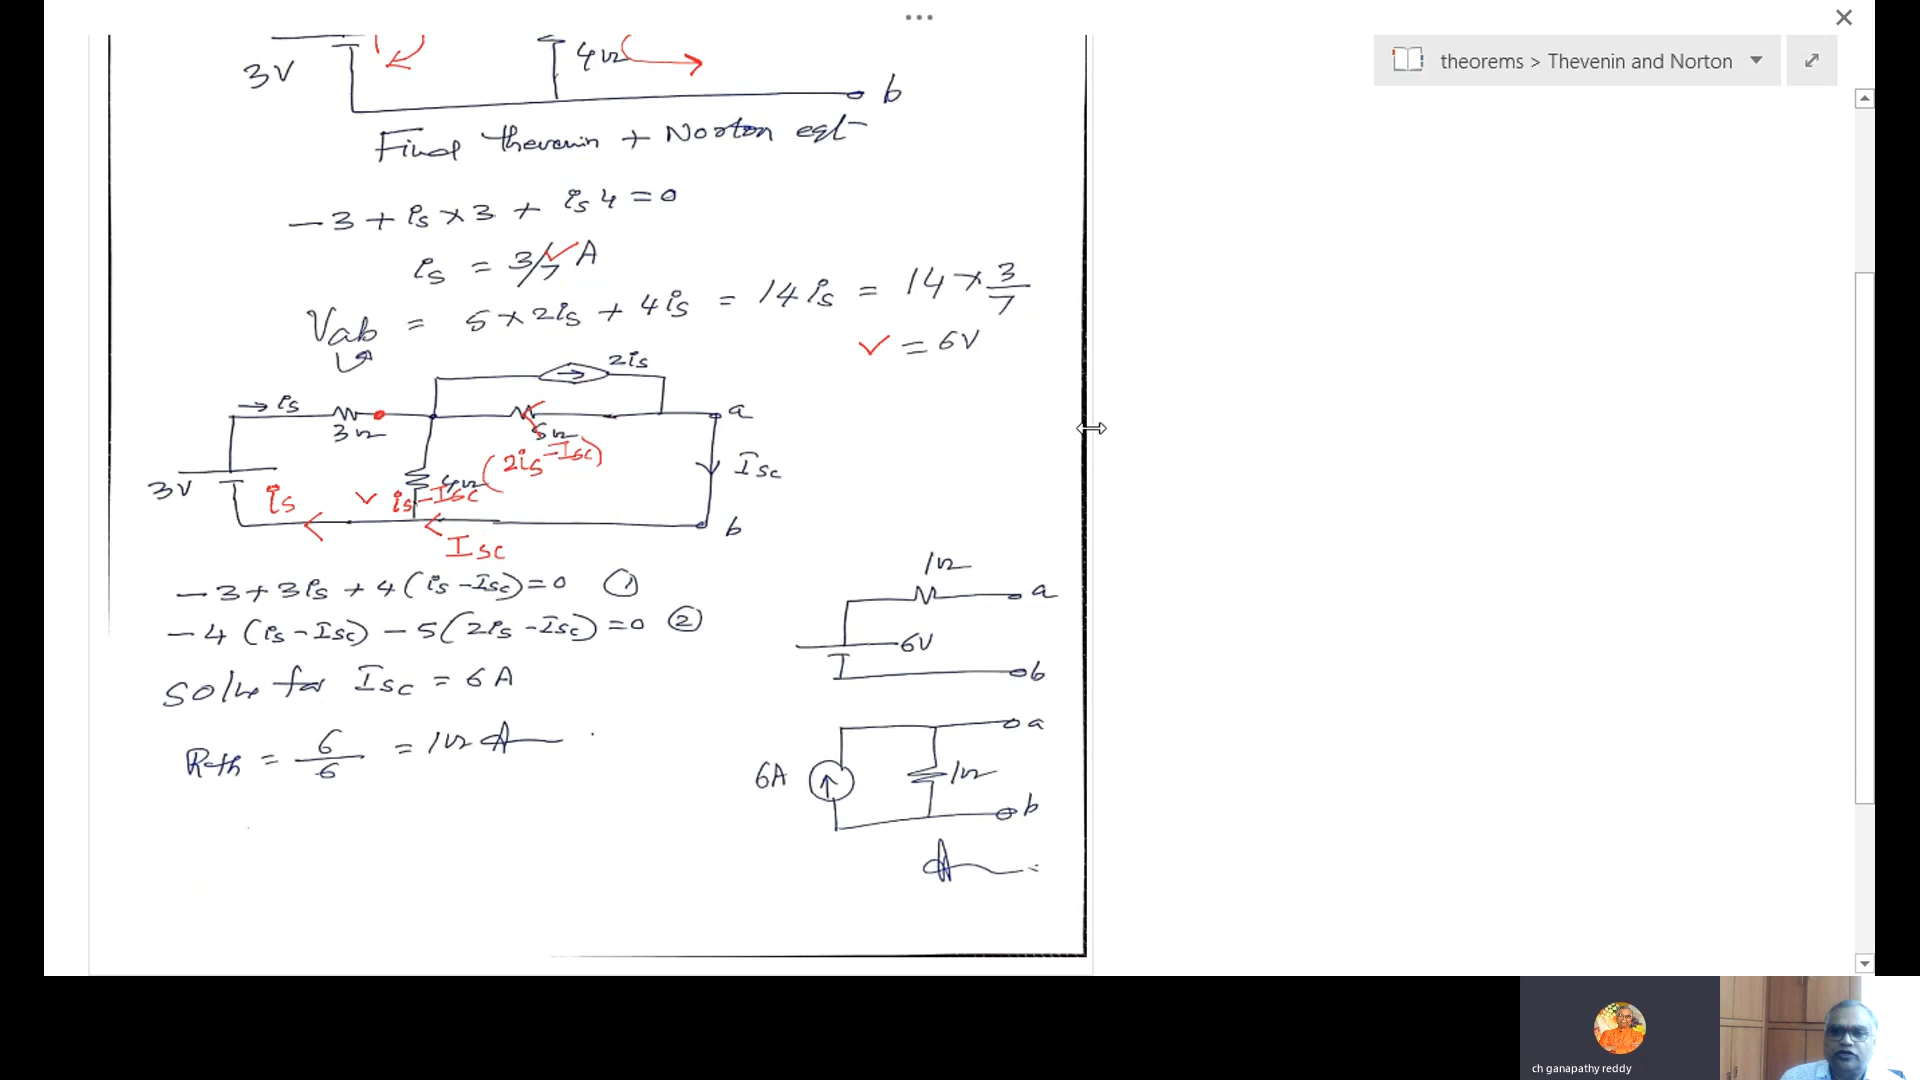 theorems > Thevenin and Norton
3V
4Ω
b
Final Thevenin + Norton eqt
-3 + is × 3 + is 4 = 0
is = 3/7 A
Vab = 5 × 2is + 4is = 14 is = 14 × 3/7
= 6V
2is
is
3Ω
5Ω
a
(2is - Isc)
Isc
4Ω
3V
is
is - Isc
Isc
b
-3 + 3is + 4(is - Isc) = 0 ①
-4 (is - Isc) - 5(2is - Isc) = 0 ②
Solve for Isc = 6A
Rth = 6/6 = 1Ω
1Ω
a
6V
b
a
6A
1Ω
b
ch ganapathy reddy